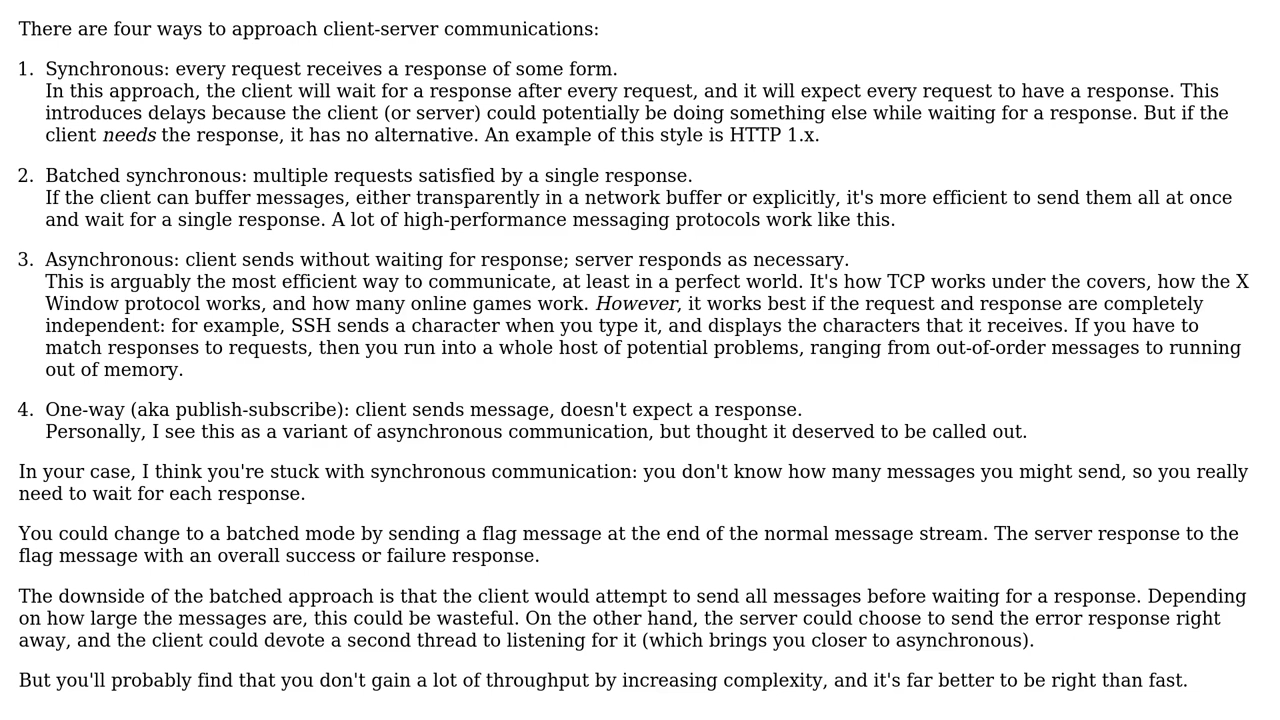 There are four ways to approach client-server communications:
1. Synchronous: every request receives a response of some form.
In this approach, the client will wait for a response after every request, and it will expect every request to have a response. This
introduces delays because the client (or server) could potentially be doing something else while waiting for a response. But if the
client needs the response, it has no alternative. An example of this style is HTTP 1.x.
2. Batched synchronous: multiple requests satisfied by a single response.
If the client can buffer messages, either transparently in a network buffer or explicitly, it's more efficient to send them all at once
and wait for a single response. A lot of high-performance messaging protocols work like this.
3. Asynchronous: client sends without waiting for response; server responds as necessary.
This is arguably the most efficient way to communicate, at least in a perfect world. It's how TCP works under the covers, how the X
Window protocol works, and how many online games work. However, it works best if the request and response are completely
independent: for example, SSH sends a character when you type it, and displays the characters that it receives. If you have to
match responses to requests, then you run into a whole host of potential problems, ranging from out-of-order messages to running
out of memory.
4. One-way (aka publish-subscribe): client sends message, doesn't expect a response.
Personally, I see this as a variant of asynchronous communication, but thought it deserved to be called out.
In your case, I think you're stuck with synchronous communication: you don't know how many messages you might send, so you really
need to wait for each response.
You could change to a batched mode by sending a flag message at the end of the normal message stream. The server response to the
flag message with an overall success or failure response.
The downside of the batched approach is that the client would attempt to send all messages before waiting for a response. Depending
on how large the messages are, this could be wasteful. On the other hand, the server could choose to send the error response right
away, and the client could devote a second thread to listening for it (which brings you closer to asynchronous).
But you'll probably find that you don't gain a lot of throughput by increasing complexity, and it's far better to be right than fast.